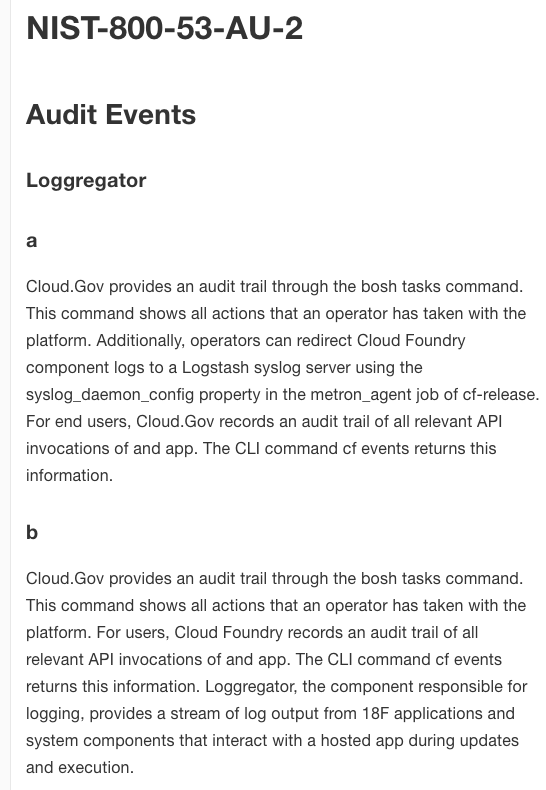 NIST-800-53-AU-2
Audit Events
Loggregator
a
Cloud.Gov provides an audit trail through the bosh tasks command.
This command shows all actions that an operator has taken with the
platform. Additionally, operators can redirect Cloud Foundry
component logs to a Logstash syslog server using the
syslog_daemon_config property in the metron_agent job of cf-release.
For end users, Cloud.Gov records an audit trail of all relevant API
invocations of and app. The CLI command cf events returns this
information.
b
Cloud.Gov provides an audit trail through the bosh tasks command.
This command shows all actions that an operator has taken with the
platform. For users, Cloud Foundry records an audit trail of all
relevant API invocations of and app. The CLI command cf events
returns this information. Loggregator, the component responsible for
logging, provides a stream of log output from 18F applications and
system components that interact with a hosted app during updates
and execution.